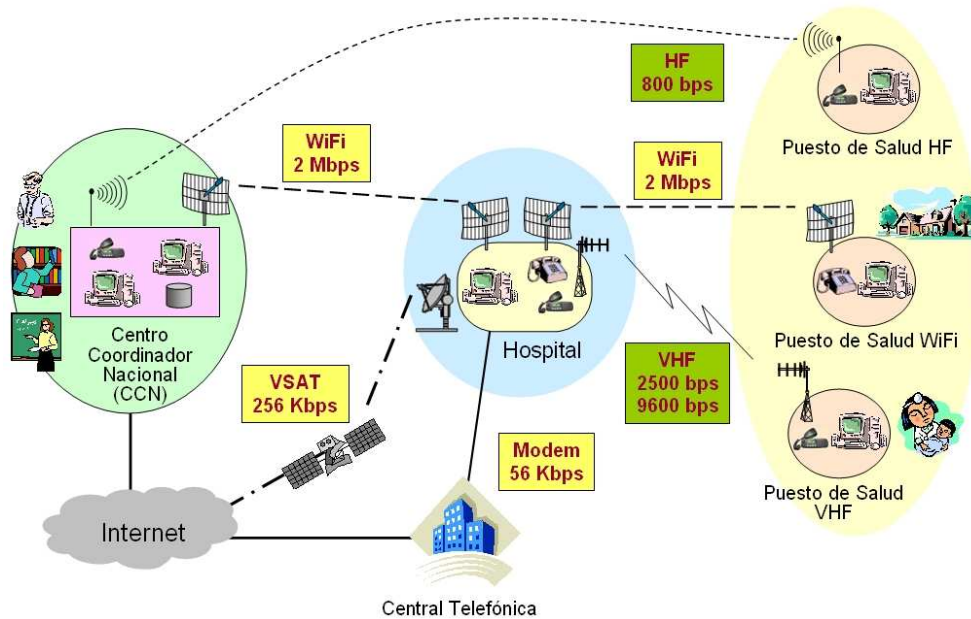 HF
800 bps
Puesto de Salud HF
WiFi
2 Mbps
WiFi
2 Mbps
Centro
Coordinador
Nacional
(CCN)
Hospital
Puesto de Salud WiFi
VSAT
256 Kbps
VHF
2500 bps
9600 bps
Modem
56 Kbps
Puesto de Salud
VHF
Internet
Central Telefónica